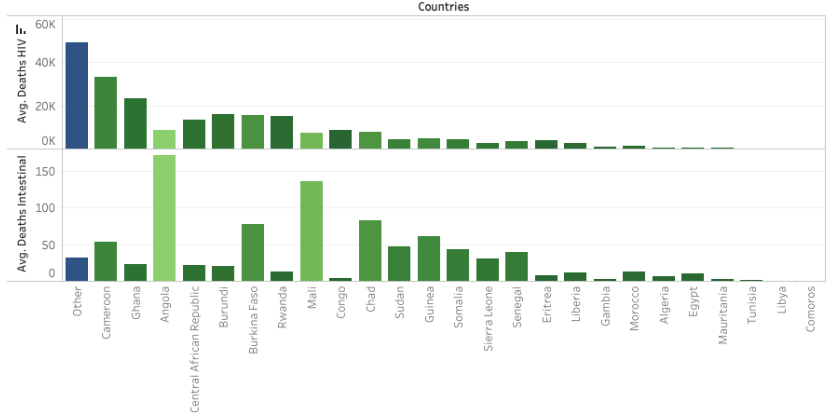 Countries
Avg. Deaths HIV
60K
40K
20K
0K
Avg. Deaths Intestinal
150
100
50
0
Other
Cameroon
Ghana
Angola
Central African Republic
Burundi
Burkina Faso
Rwanda
Mali
Congo
Chad
Sudan
Guinea
Somalia
Sierra Leone
Senegal
Eritrea
Liberia
Gambia
Morocco
Algeria
Egypt
Mauritania
Tunisia
Libya
Comoros